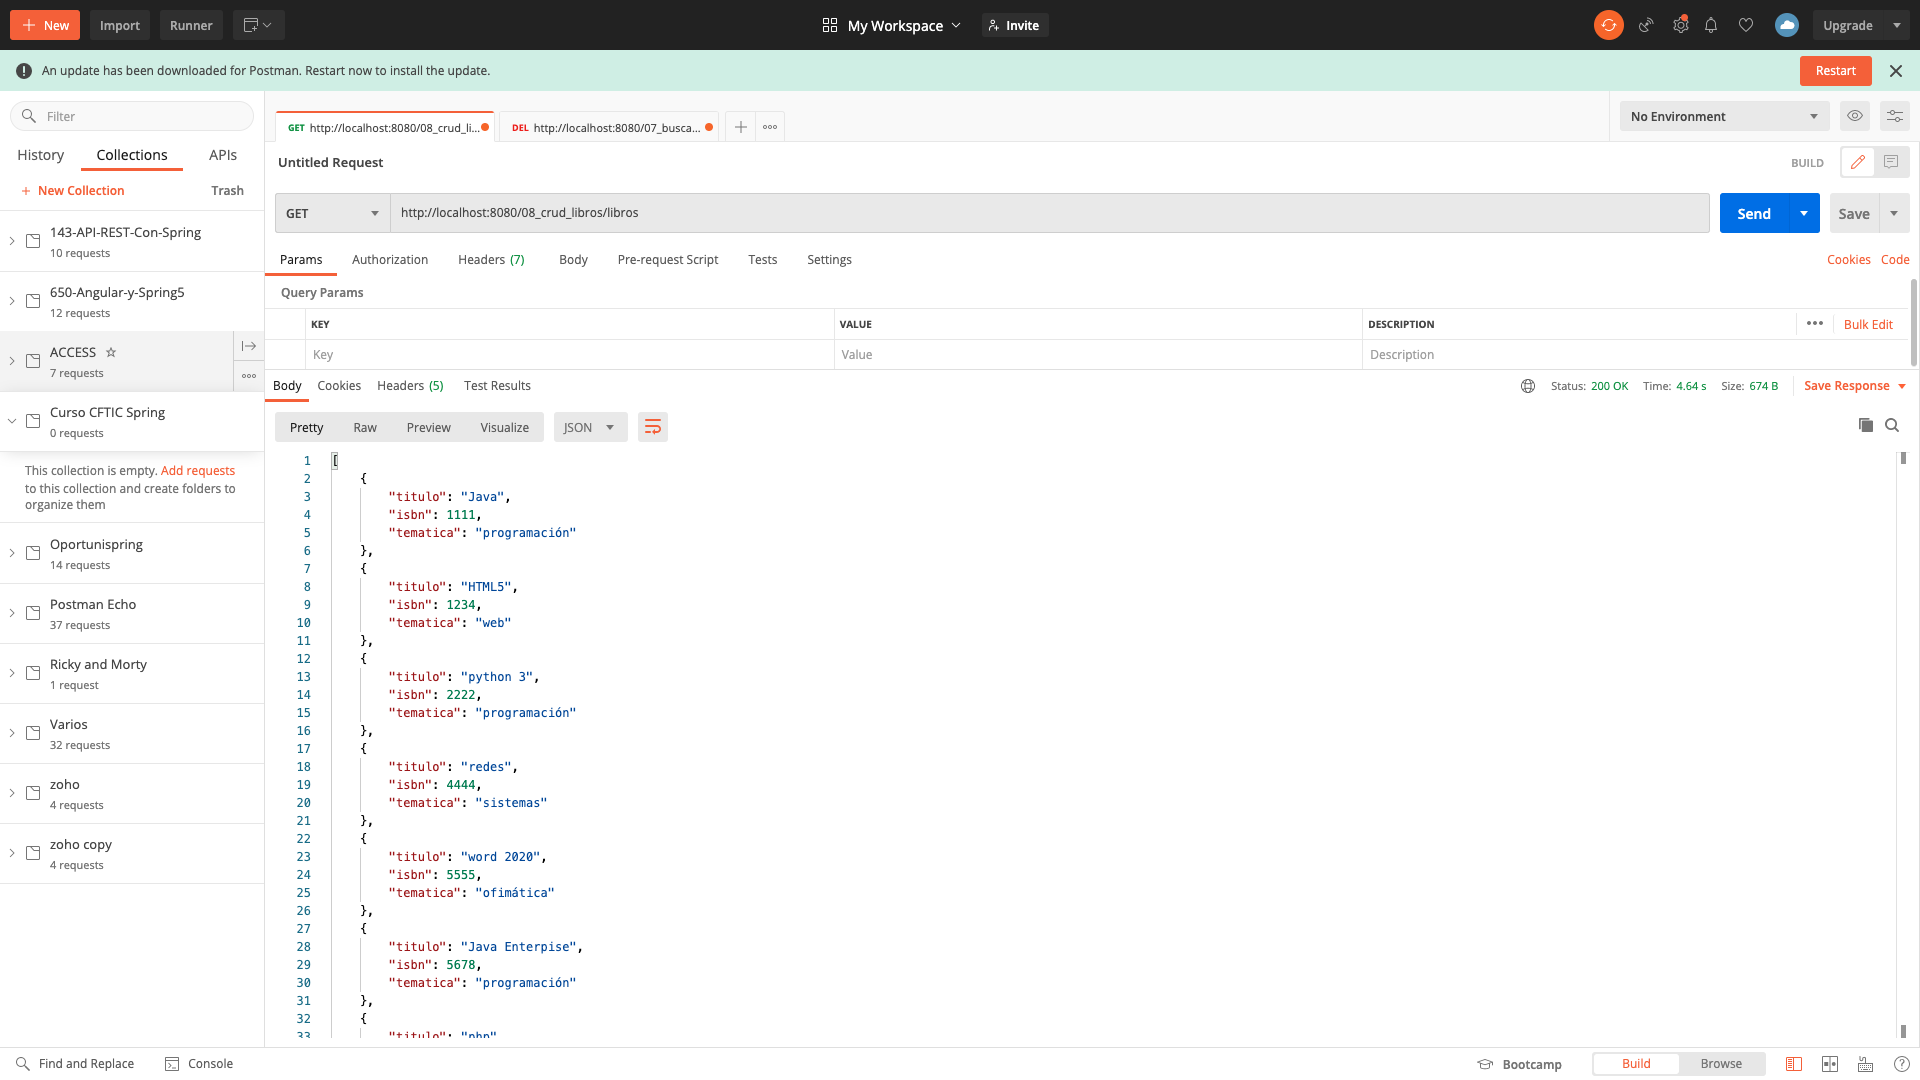 New
Import
Runner
My Workspace
Invite
Upgrade
An update has been downloaded for Postman. Restart now to install the update.
Restart
Filter
History
Collections
APIs
New Collection
Trash
143-API-REST-Con-Spring
10 requests
650-Angular-y-Spring5
12 requests
ACCESS
7 requests
Curso CFTIC Spring
0 requests
This collection is empty. Add requests
to this collection and create folders to
organize them
Oportunispring
14 requests
Postman Echo
37 requests
Ricky and Morty
1 request
Varios
32 requests
zoho
4 requests
zoho copy
4 requests
GET http://localhost:8080/08_crud_li...
DEL http://localhost:8080/07_busca...
No Environment
Untitled Request
BUILD
GET
http://localhost:8080/08_crud_libros/libros
Send
Save
Params
Authorization
Headers (7)
Body
Pre-request Script
Tests
Settings
Cookies
Code
Query Params
KEY
VALUE
DESCRIPTION
Bulk Edit
Key
Value
Description
Body
Cookies
Headers (5)
Test Results
Status: 200 OK
Time: 4.64 s
Size: 674 B
Save Response
Pretty
Raw
Preview
Visualize
JSON
1 [
2 {
3 "titulo": "Java",
4 "isbn": 1111,
5 "tematica": "programación"
6 },
7 {
8 "titulo": "HTML5",
9 "isbn": 1234,
10 "tematica": "web"
11 },
12 {
13 "titulo": "python 3",
14 "isbn": 2222,
15 "tematica": "programación"
16 },
17 {
18 "titulo": "redes",
19 "isbn": 4444,
20 "tematica": "sistemas"
21 },
22 {
23 "titulo": "word 2020",
24 "isbn": 5555,
25 "tematica": "ofimática"
26 },
27 {
28 "titulo": "Java Enterpise",
29 "isbn": 5678,
30 "tematica": "programación"
31 },
32 {
33 "titulo": "php"
Find and Replace
Console
Bootcamp
Build
Browse